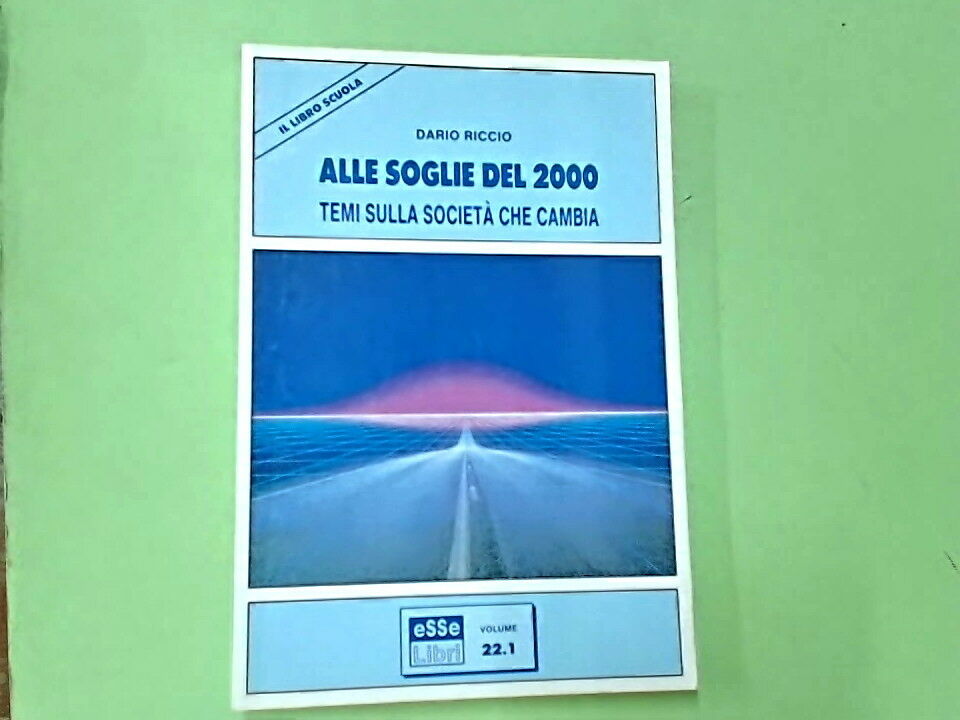 IL LIBRO SCUOLA
DARIO RICCIO
ALLE SOGLIE DEL 2000
TEMI SULLA SOCIETÀ CHE CAMBIA
eSSe
Libri
VOLUME
22.1